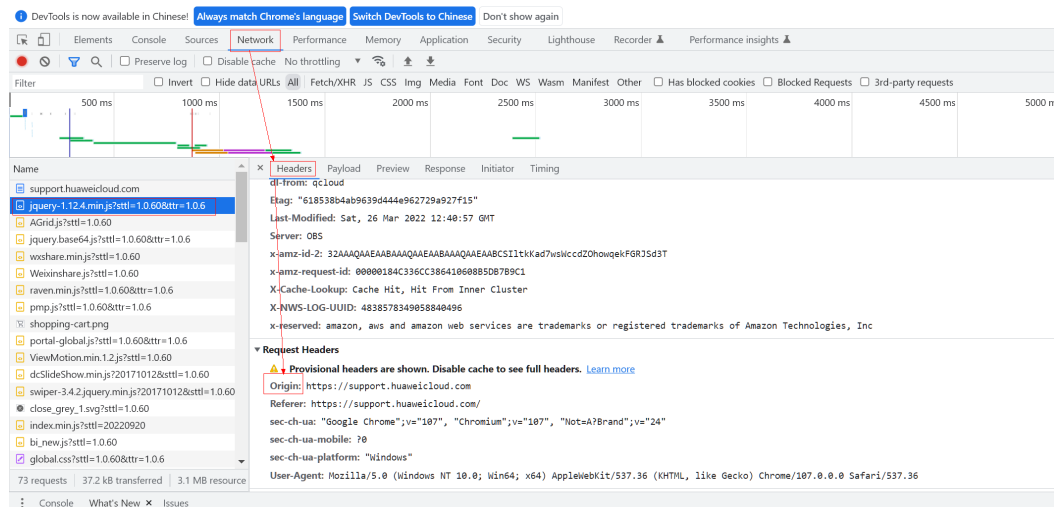 DevTools is now available in Chinese! Always match Chrome's language Switch DevTools to Chinese Don't show again
Elements Console Sources Network Performance Memory Application Security Lighthouse Recorder Performance insights
Preserve log Disable cache No throttling
Filter Invert Hide data URLs All Fetch/XHR JS CSS Img Media Font Doc WS Wasm Manifest Other Has blocked cookies Blocked Requests 3rd-party requests
500 ms 1000 ms 1500 ms 2000 ms 2500 ms 3000 ms 3500 ms 4000 ms 4500 ms 5000 m
Name
support.huaweicloud.com
jquery-1.12.4.min.js?sttl=1.0.60&ttr=1.0.6
AGrid.js?sttl=1.0.60
jquery.base64.js?sttl=1.0.60&ttr=1.0.6
wxshare.min.js?sttl=1.0.60
Weixinshare.js?sttl=1.0.60
raven.min.js?sttl=1.0.60&ttr=1.0.6
pmp.js?sttl=1.0.60&ttr=1.0.6
shopping-cart.png
portal-global.js?sttl=1.0.60&ttr=1.0.6
ViewMotion.min.1.2.js?sttl=1.0.60
dcSlideShow.min.js?20171012&sttl=1.0.60
swiper-3.4.2.jquery.min.js?20171012&sttl=1.0.60
close_grey_1.svg?sttl=1.0.60
index.min.js?sttl=20220920
bi_new.js?sttl=1.0.60
global.css?sttl=1.0.60&ttr=1.0.6
73 requests 37.2 kB transferred 3.1 MB resource
× Headers Payload Preview Response Initiator Timing
dl-from: qcloud
Etag: "618538b4ab9639d444e962729a927f15"
Last-Modified: Sat, 26 Mar 2022 12:40:57 GMT
Server: OBS
x-amz-id-2: 32AAAQAAEAABAAAQAAEAABAAAQAAEAABCSIltkKad7wsWccdZOhowqekFGRJSd3T
x-amz-request-id: 00000184C336CC386410608B5DB7B9C1
X-Cache-Lookup: Cache Hit, Hit From Inner Cluster
X-NWS-LOG-UUID: 4838578349058840496
x-reserved: amazon, aws and amazon web services are trademarks or registered trademarks of Amazon Technologies, Inc
Request Headers
Provisional headers are shown. Disable cache to see full headers. Learn more
Origin: https://support.huaweicloud.com
Referer: https://support.huaweicloud.com/
sec-ch-ua: "Google Chrome";v="107", "Chromium";v="107", "Not=A?Brand";v="24"
sec-ch-ua-mobile: ?0
sec-ch-ua-platform: "Windows"
User-Agent: Mozilla/5.0 (Windows NT 10.0; Win64; x64) AppleWebKit/537.36 (KHTML, like Gecko) Chrome/107.0.0.0 Safari/537.36
Console What's New × Issues